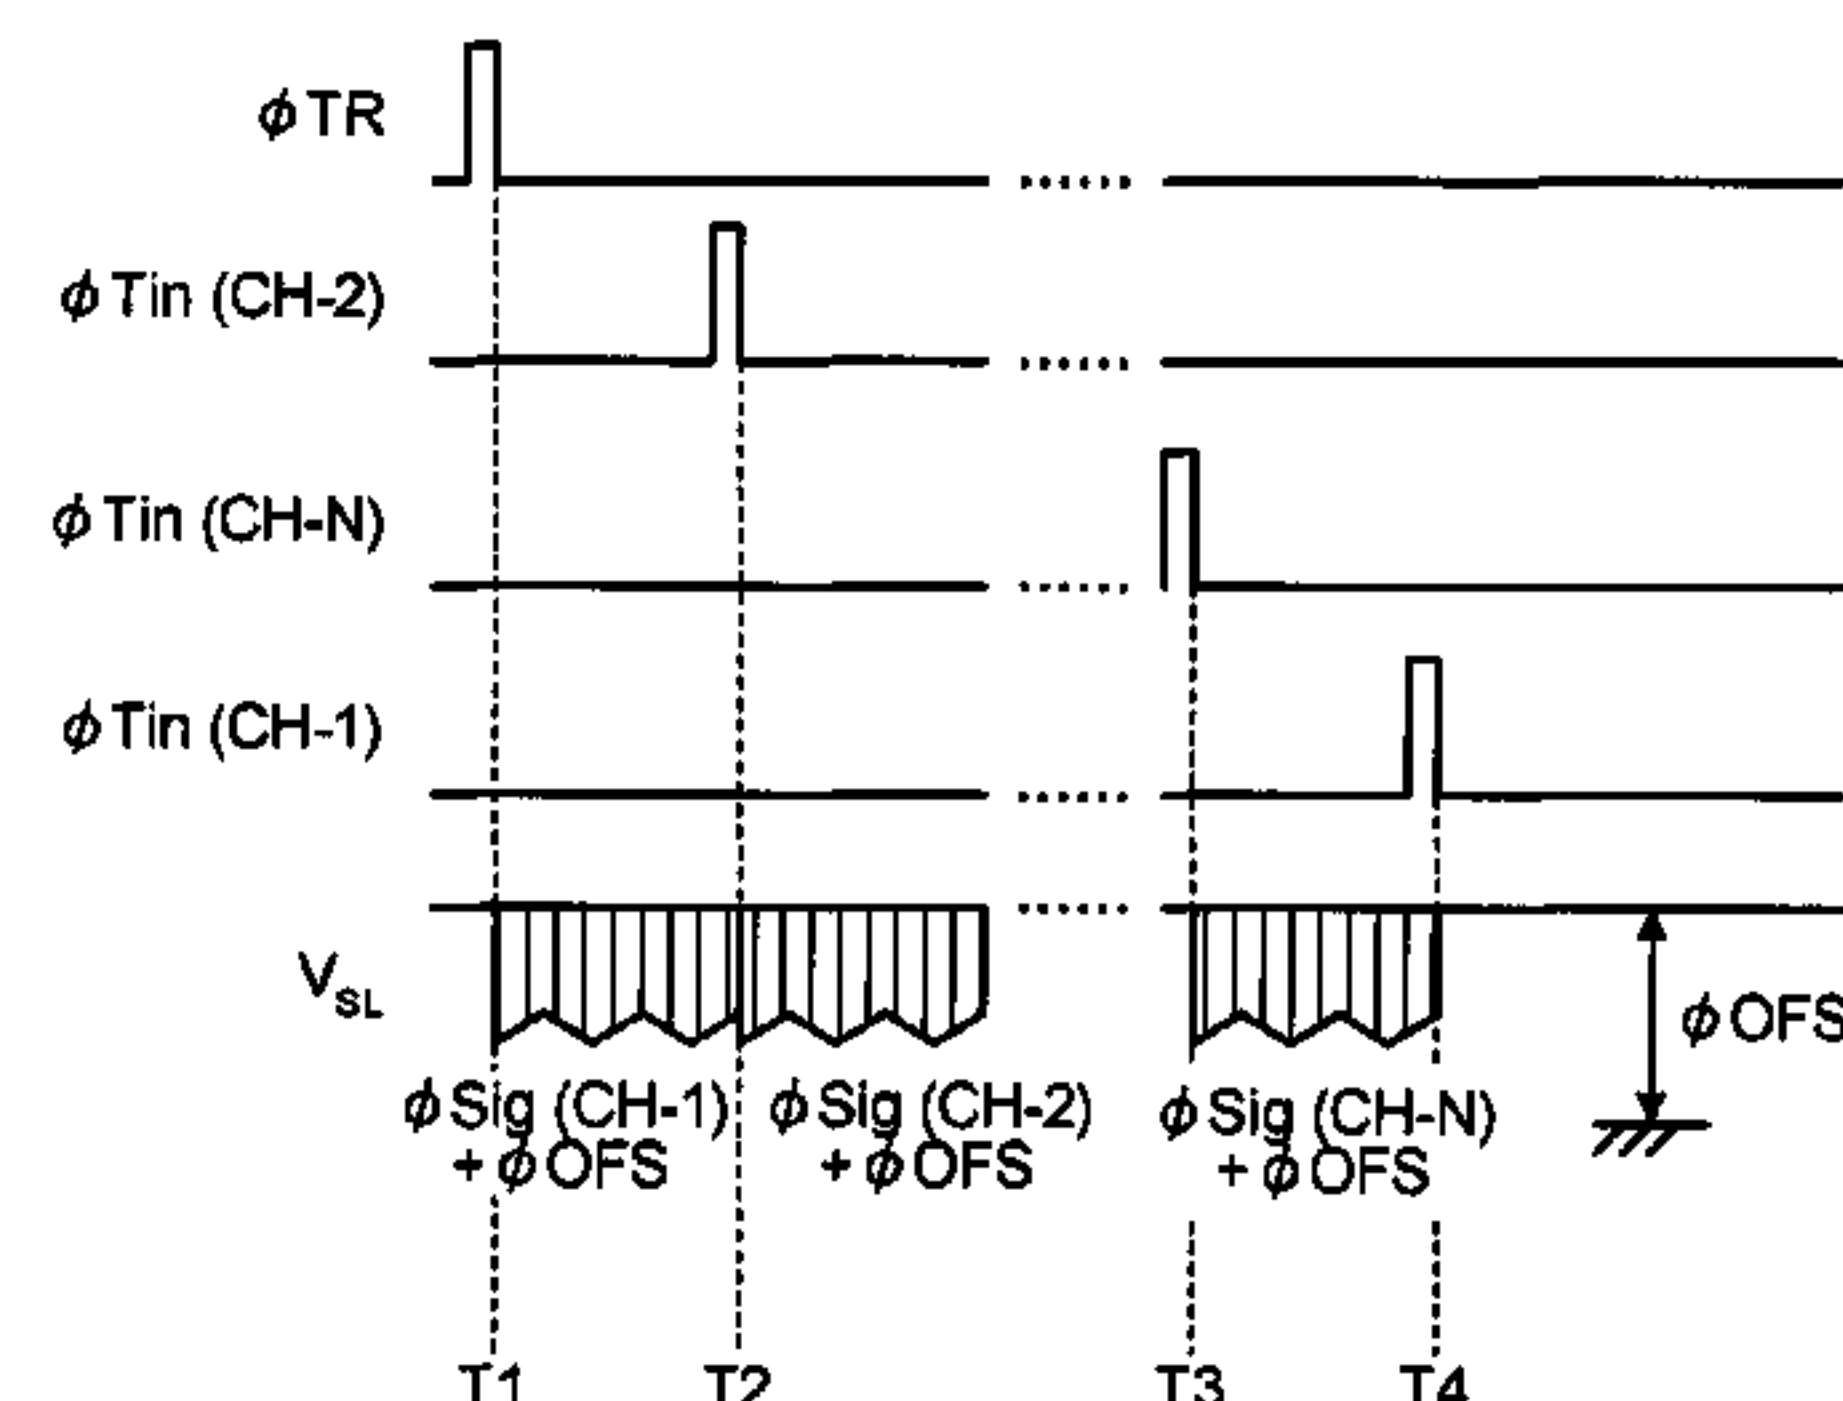 ϕTR
ϕTin (CH-2)
ϕTin (CH-N)
ϕTin (CH-1)
VSL
ϕOFS
ϕSig (CH-1)
+ ϕOFS
ϕSig (CH-2)
+ ϕOFS
ϕSig (CH-N)
+ ϕOFS
T1 T2 T3 T4